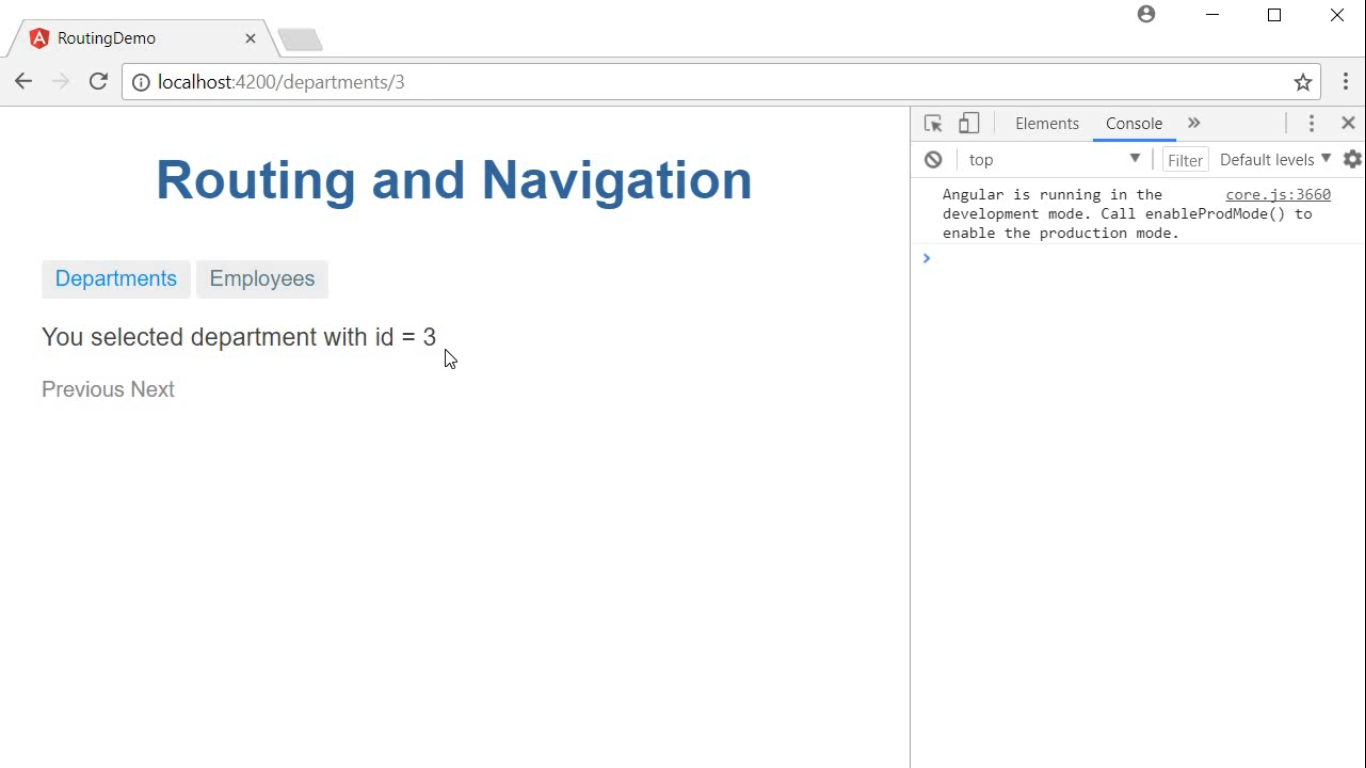 RoutingDemo
localhost:4200/departments/3
Routing and Navigation
Departments Employees
You selected department with id = 3
Previous Next
Elements Console »
top Filter Default levels
Angular is running in the core.js:3660
development mode. Call enableProdMode() to
enable the production mode.